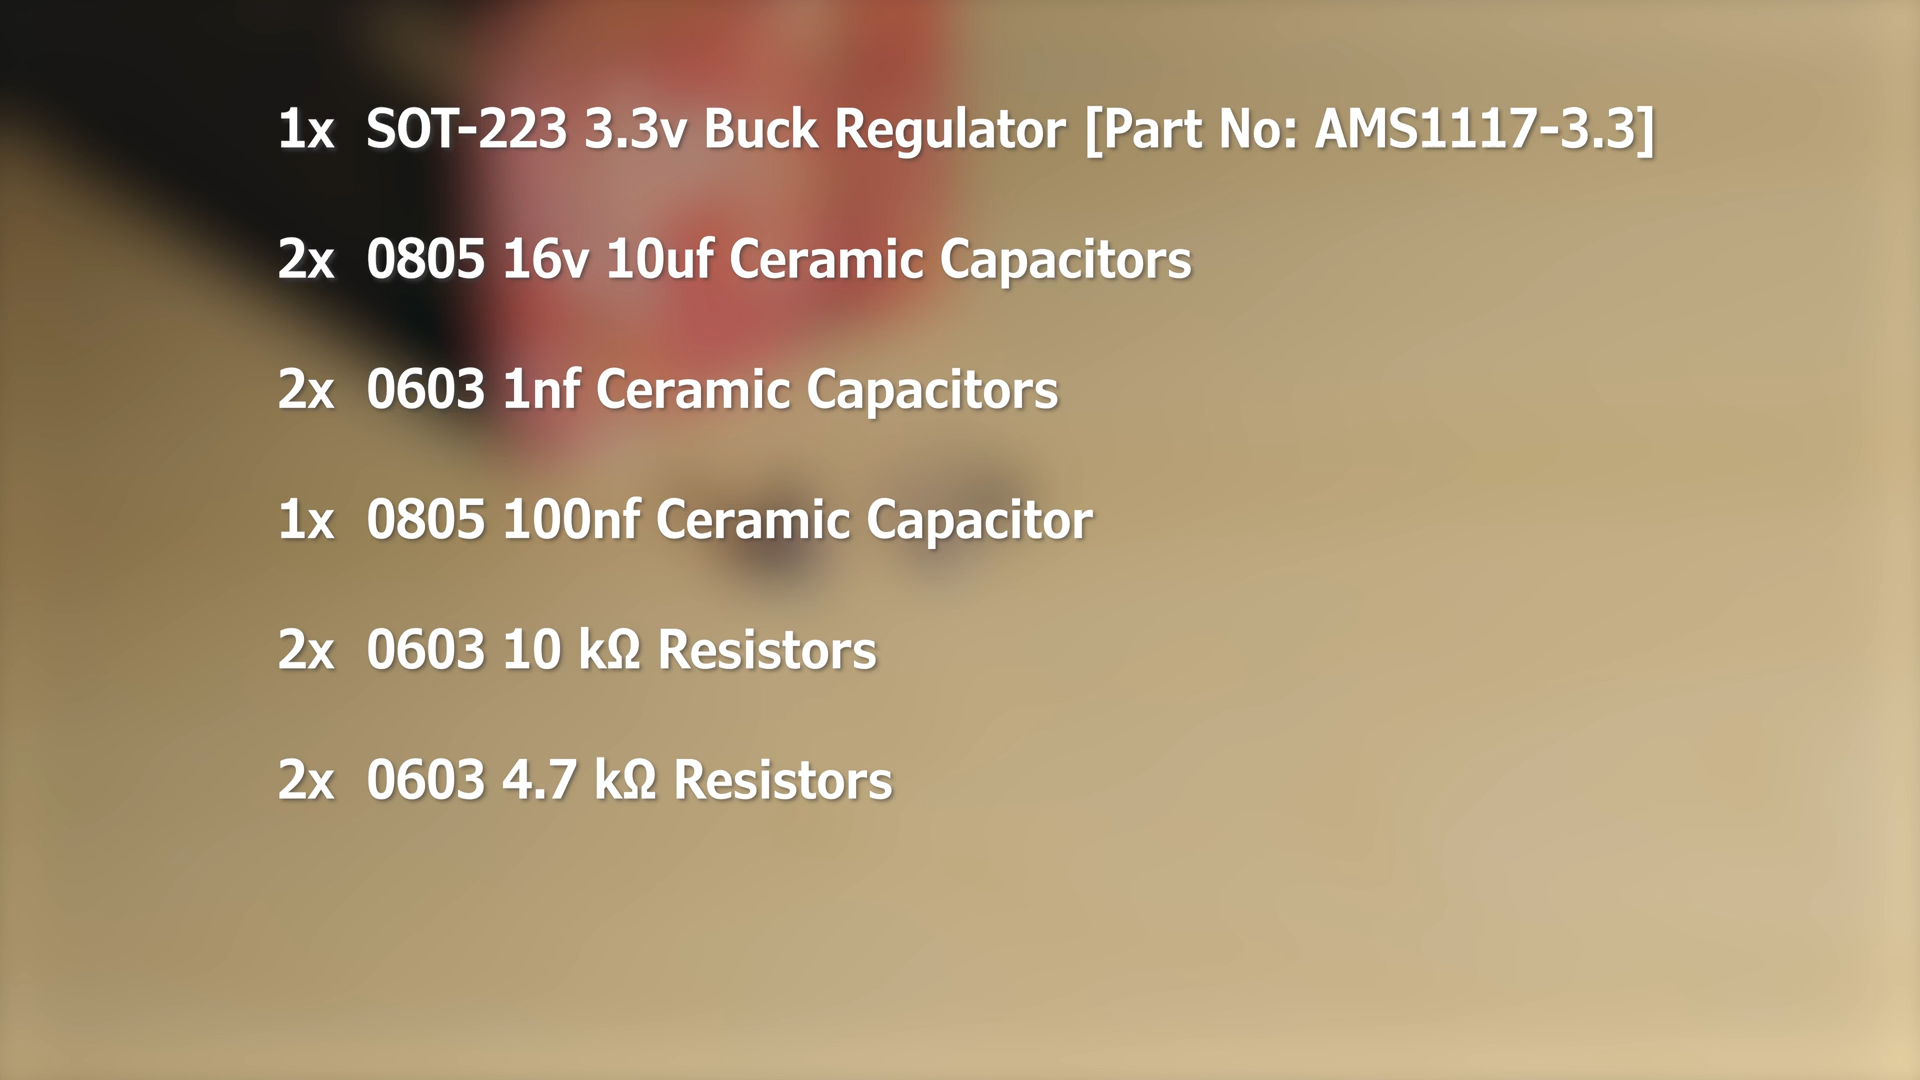 1x SOT-223 3.3v Buck Regulator [Part No: AMS1117-3.3]
2x 0805 16v 10uf Ceramic Capacitors
2x 0603 1nf Ceramic Capacitors
1x 0805 100nf Ceramic Capacitor
2x 0603 10 kΩ Resistors
2x 0603 4.7 kΩ Resistors